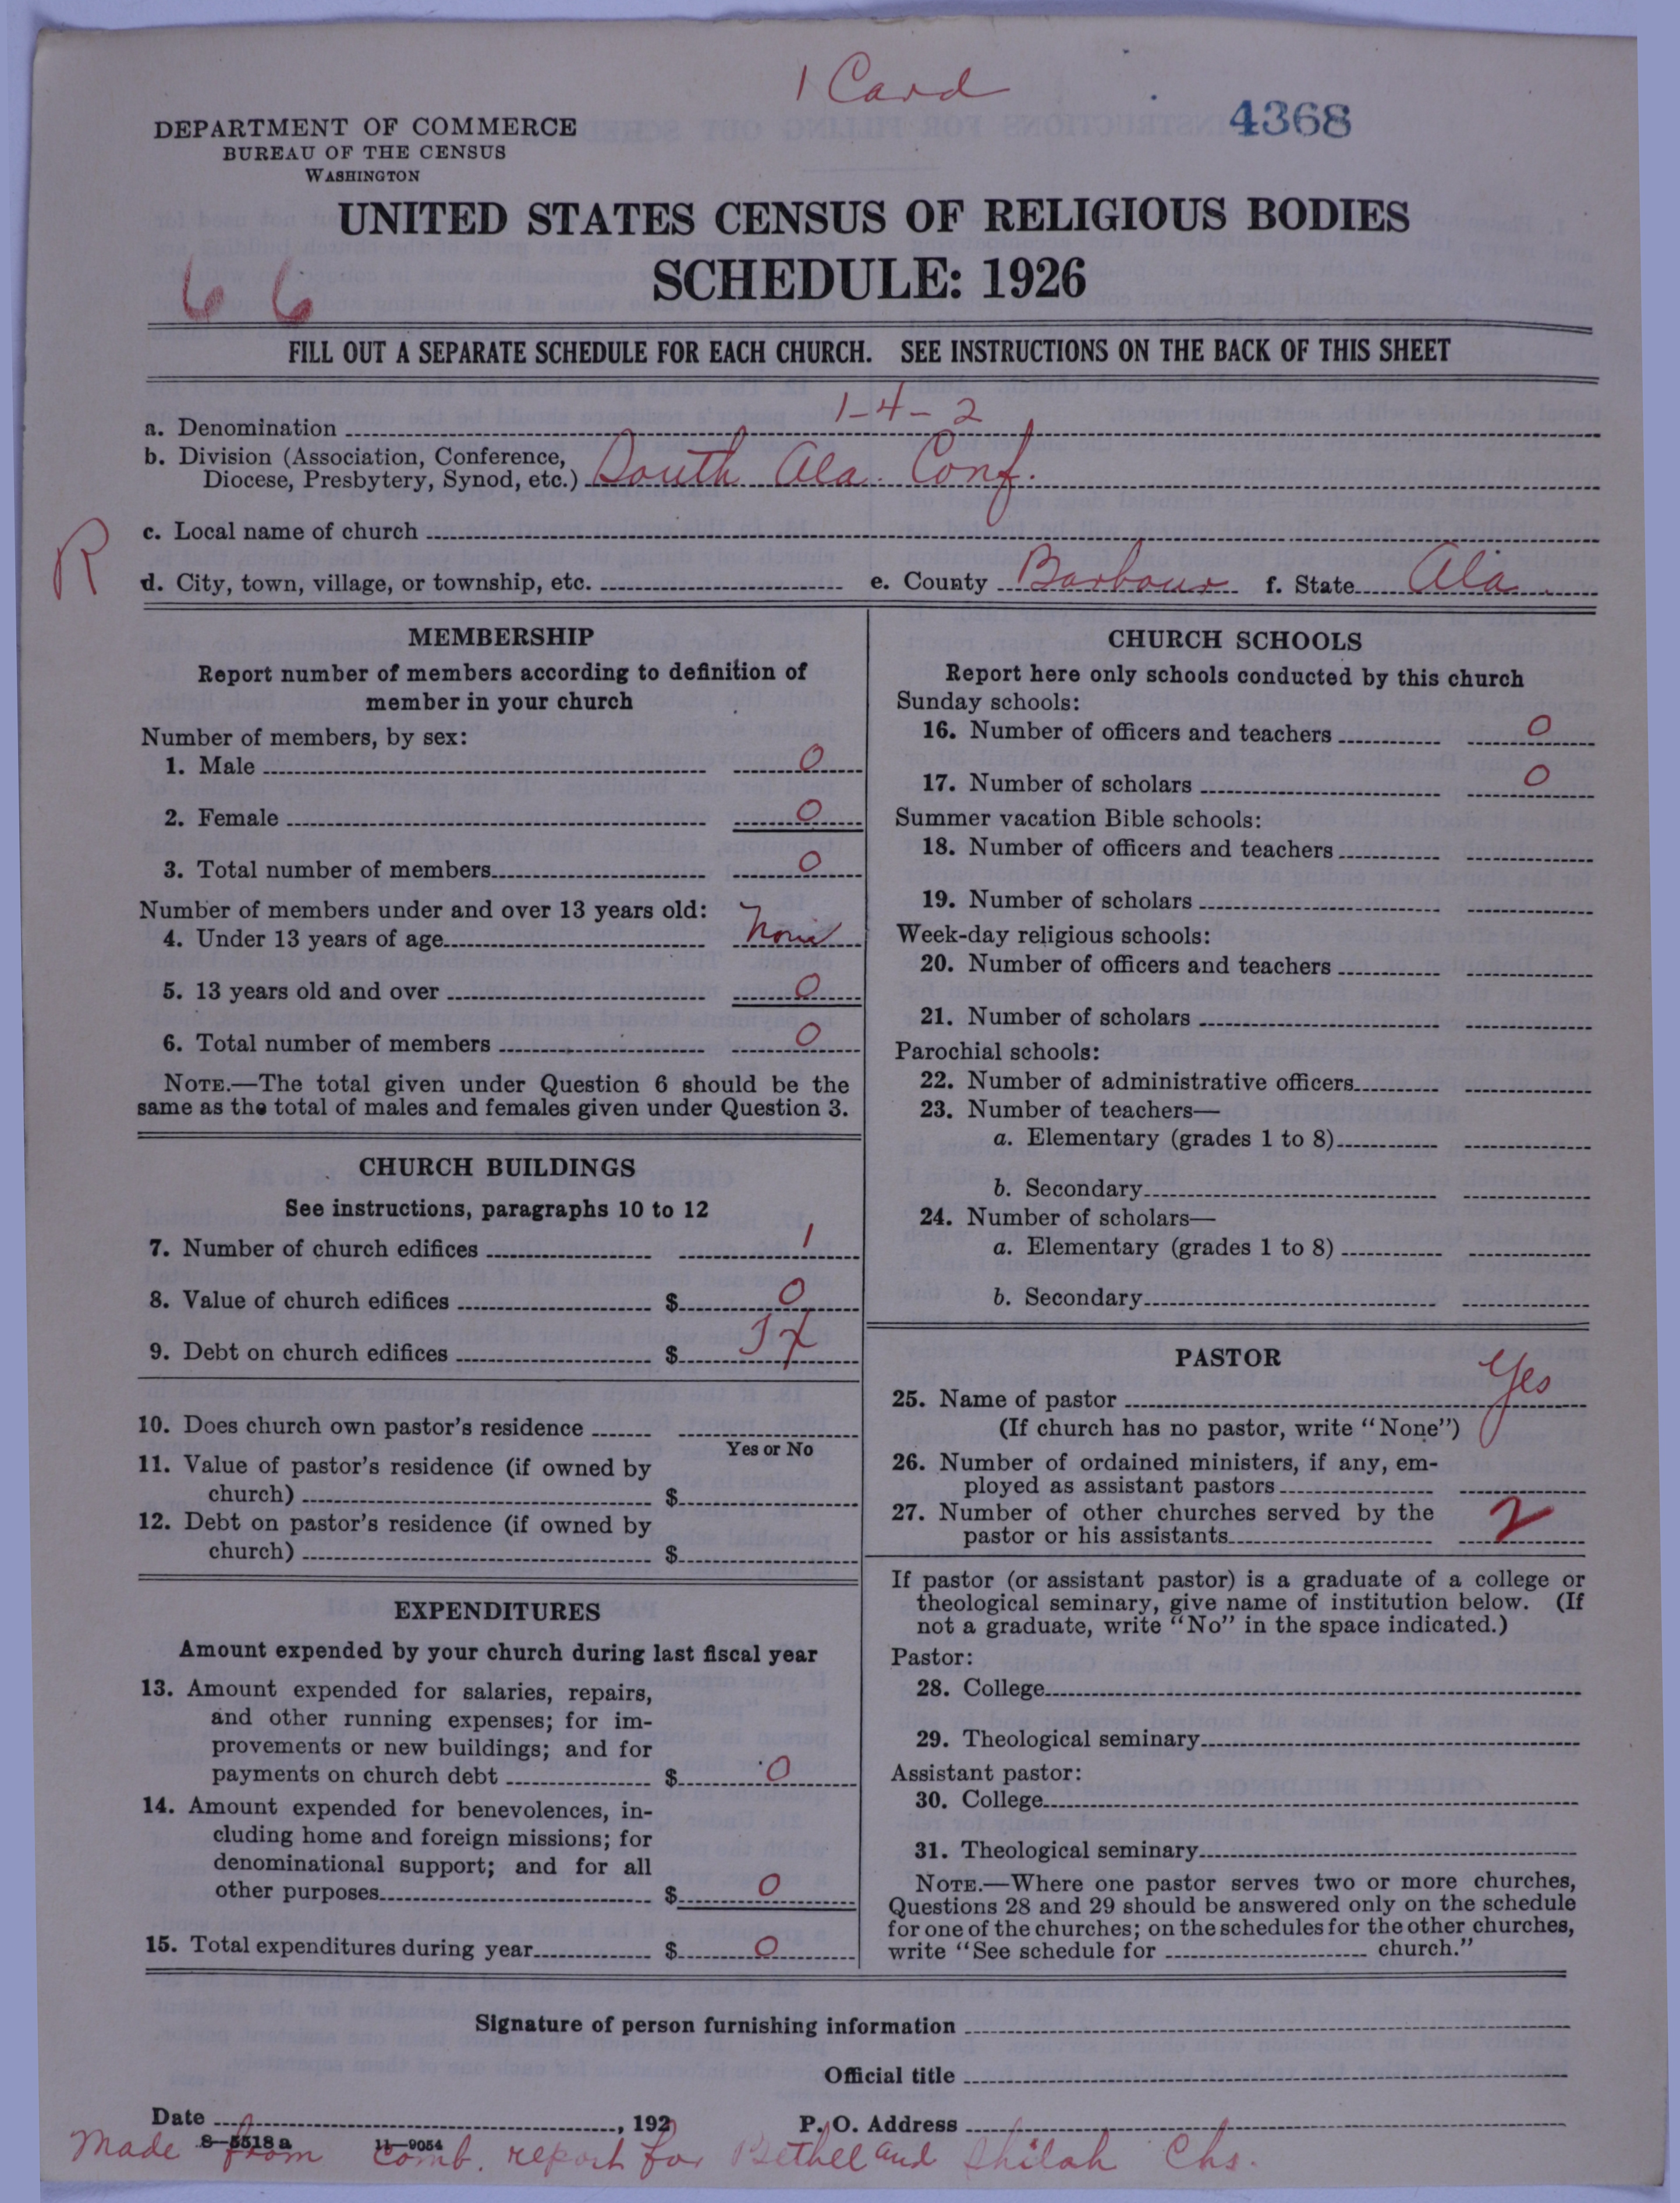 1 Card
4368
DEPARTMENT OF COMMERCE
BUREAU OF THE CENSUS
WASHINGTON
UNITED STATES CENSUS OF RELIGIOUS BODIES
SCHEDULE: 1926
6 6
FILL OUT A SEPARATE SCHEDULE FOR EACH CHURCH. SEE INSTRUCTIONS ON THE BACK OF THIS SHEET
a. Denomination 1-4-2
b. Division (Association, Conference,
Diocese, Presbytery, Synod, etc.) South Ala. Conf.
R
c. Local name of church
d. City, town, village, or township, etc. e. County Barbour f. State Ala.
MEMBERSHIP
Report number of members according to definition of
member in your church
Number of members, by sex:
1. Male 0
2. Female 0
3. Total number of members 0
Number of members under and over 13 years old:
4. Under 13 years of age None
5. 13 years old and over 0
6. Total number of members 0
NOTE.—The total given under Question 6 should be the
same as the total of males and females given under Question 3.
CHURCH BUILDINGS
See instructions, paragraphs 10 to 12
7. Number of church edifices 1
8. Value of church edifices $ 0
9. Debt on church edifices $
10. Does church own pastor's residence
Yes or No
11. Value of pastor's residence (if owned by
church) $
12. Debt on pastor's residence (if owned by
church) $
EXPENDITURES
Amount expended by your church during last fiscal year
13. Amount expended for salaries, repairs,
and other running expenses; for im-
provements or new buildings; and for
payments on church debt $ 0
14. Amount expended for benevolences, in-
cluding home and foreign missions; for
denominational support; and for all
other purposes $ 0
15. Total expenditures during year $ 0
CHURCH SCHOOLS
Report here only schools conducted by this church
Sunday schools:
16. Number of officers and teachers 0
17. Number of scholars 0
Summer vacation Bible schools:
18. Number of officers and teachers
19. Number of scholars
Week-day religious schools:
20. Number of officers and teachers
21. Number of scholars
Parochial schools:
22. Number of administrative officers
23. Number of teachers—
a. Elementary (grades 1 to 8)
b. Secondary
24. Number of scholars—
a. Elementary (grades 1 to 8)
b. Secondary
PASTOR
25. Name of pastor Yes
(If church has no pastor, write "None")
26. Number of ordained ministers, if any, em-
ployed as assistant pastors
27. Number of other churches served by the
pastor or his assistants 2
If pastor (or assistant pastor) is a graduate of a college or
theological seminary, give name of institution below. (If
not a graduate, write "No" in the space indicated.)
Pastor:
28. College
29. Theological seminary
Assistant pastor:
30. College
31. Theological seminary
NOTE.—Where one pastor serves two or more churches,
Questions 28 and 29 should be answered only on the schedule
for one of the churches; on the schedules for the other churches,
write "See schedule for church."
Signature of person furnishing information
Official title
Date , 192 P. O. Address
8—5518 a 11—9054
Made from comb. report for Bethel and Shiloh Chs.